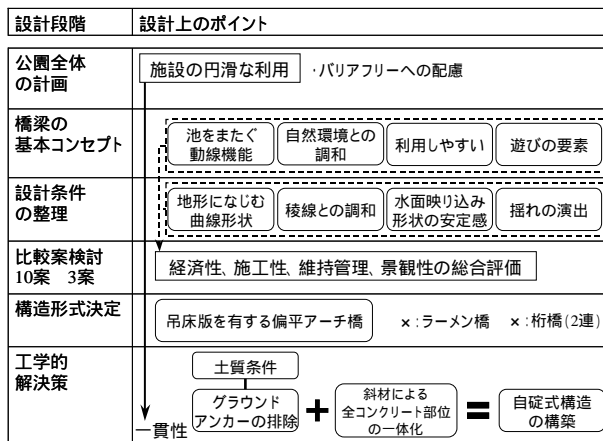 設計段階 設計上のポイント
公園全体
の計画
施設の円滑な利用 ・バリアフリーへの配慮
橋梁の
基本コンセプト
池をまたぐ
動線機能
自然環境との
調和
利用しやすい
遊びの要素
設計条件
の整理
地形になじむ
曲線形状
稜線との調和
水面映り込み
形状の安定感
揺れの演出
比較案検討
10案 3案
経済性、施工性、維持管理、景観性の総合評価
構造形式決定
吊床版を有する偏平アーチ橋 ×:ラーメン橋 ×:桁橋(2連)
工学的
解決策
土質条件
グラウンド
アンカーの排除
+
斜材による
全コンクリート部位
の一体化
=
自碇式構造
の構築
一貫性